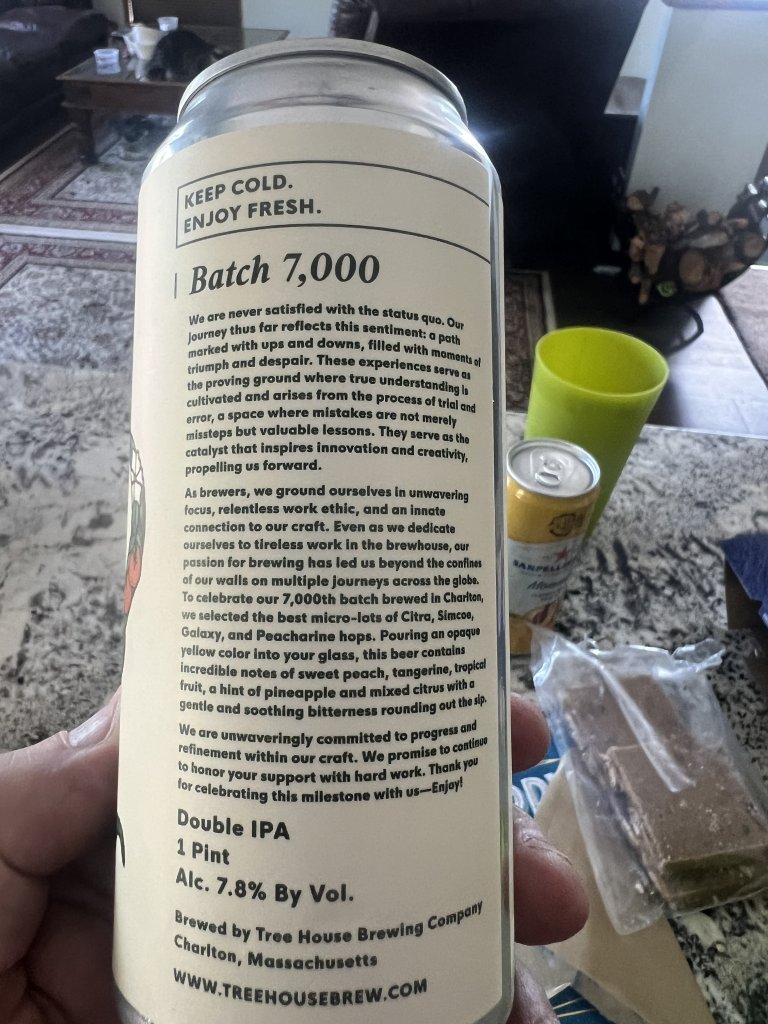 KEEP COLD.
ENJOY FRESH.
Batch 7,000
We are never satisfied with the status quo. Our
journey thus far reflects this sentiment: a path
marked with ups and downs, filled with moments of
triumph and despair. These experiences serve as
the proving ground where true understanding is
cultivated and arises from the process of trial and
error, a space where mistakes are not merely
missteps but valuable lessons. They serve as the
catalyst that inspires innovation and creativity,
propelling us forward.
As brewers, we ground ourselves in unwavering
focus, relentless work ethic, and an innate
connection to our craft. Even as we dedicate
ourselves to tireless work in the brewhouse, our
passion for brewing has led us beyond the confines
of our walls on multiple journeys across the globe.
To celebrate our 7,000th batch brewed in Charlton,
we selected the best micro-lots of Citra, Simcoe,
Galaxy, and Peacharine hops. Pouring an opaque
yellow color into your glass, this beer contains
incredible notes of sweet peach, tangerine, tropical
fruit, a hint of pineapple and mixed citrus with a
gentle and soothing bitterness rounding out the sip.
We are unwaveringly committed to progress and
refinement within our craft. We promise to continue
to honor your support with hard work. Thank you
for celebrating this milestone with us—Enjoy!
Double IPA
1 Pint
Alc. 7.8% By Vol.
Brewed by Tree House Brewing Company
Charlton, Massachusetts
WWW.TREEHOUSEBREW.COM